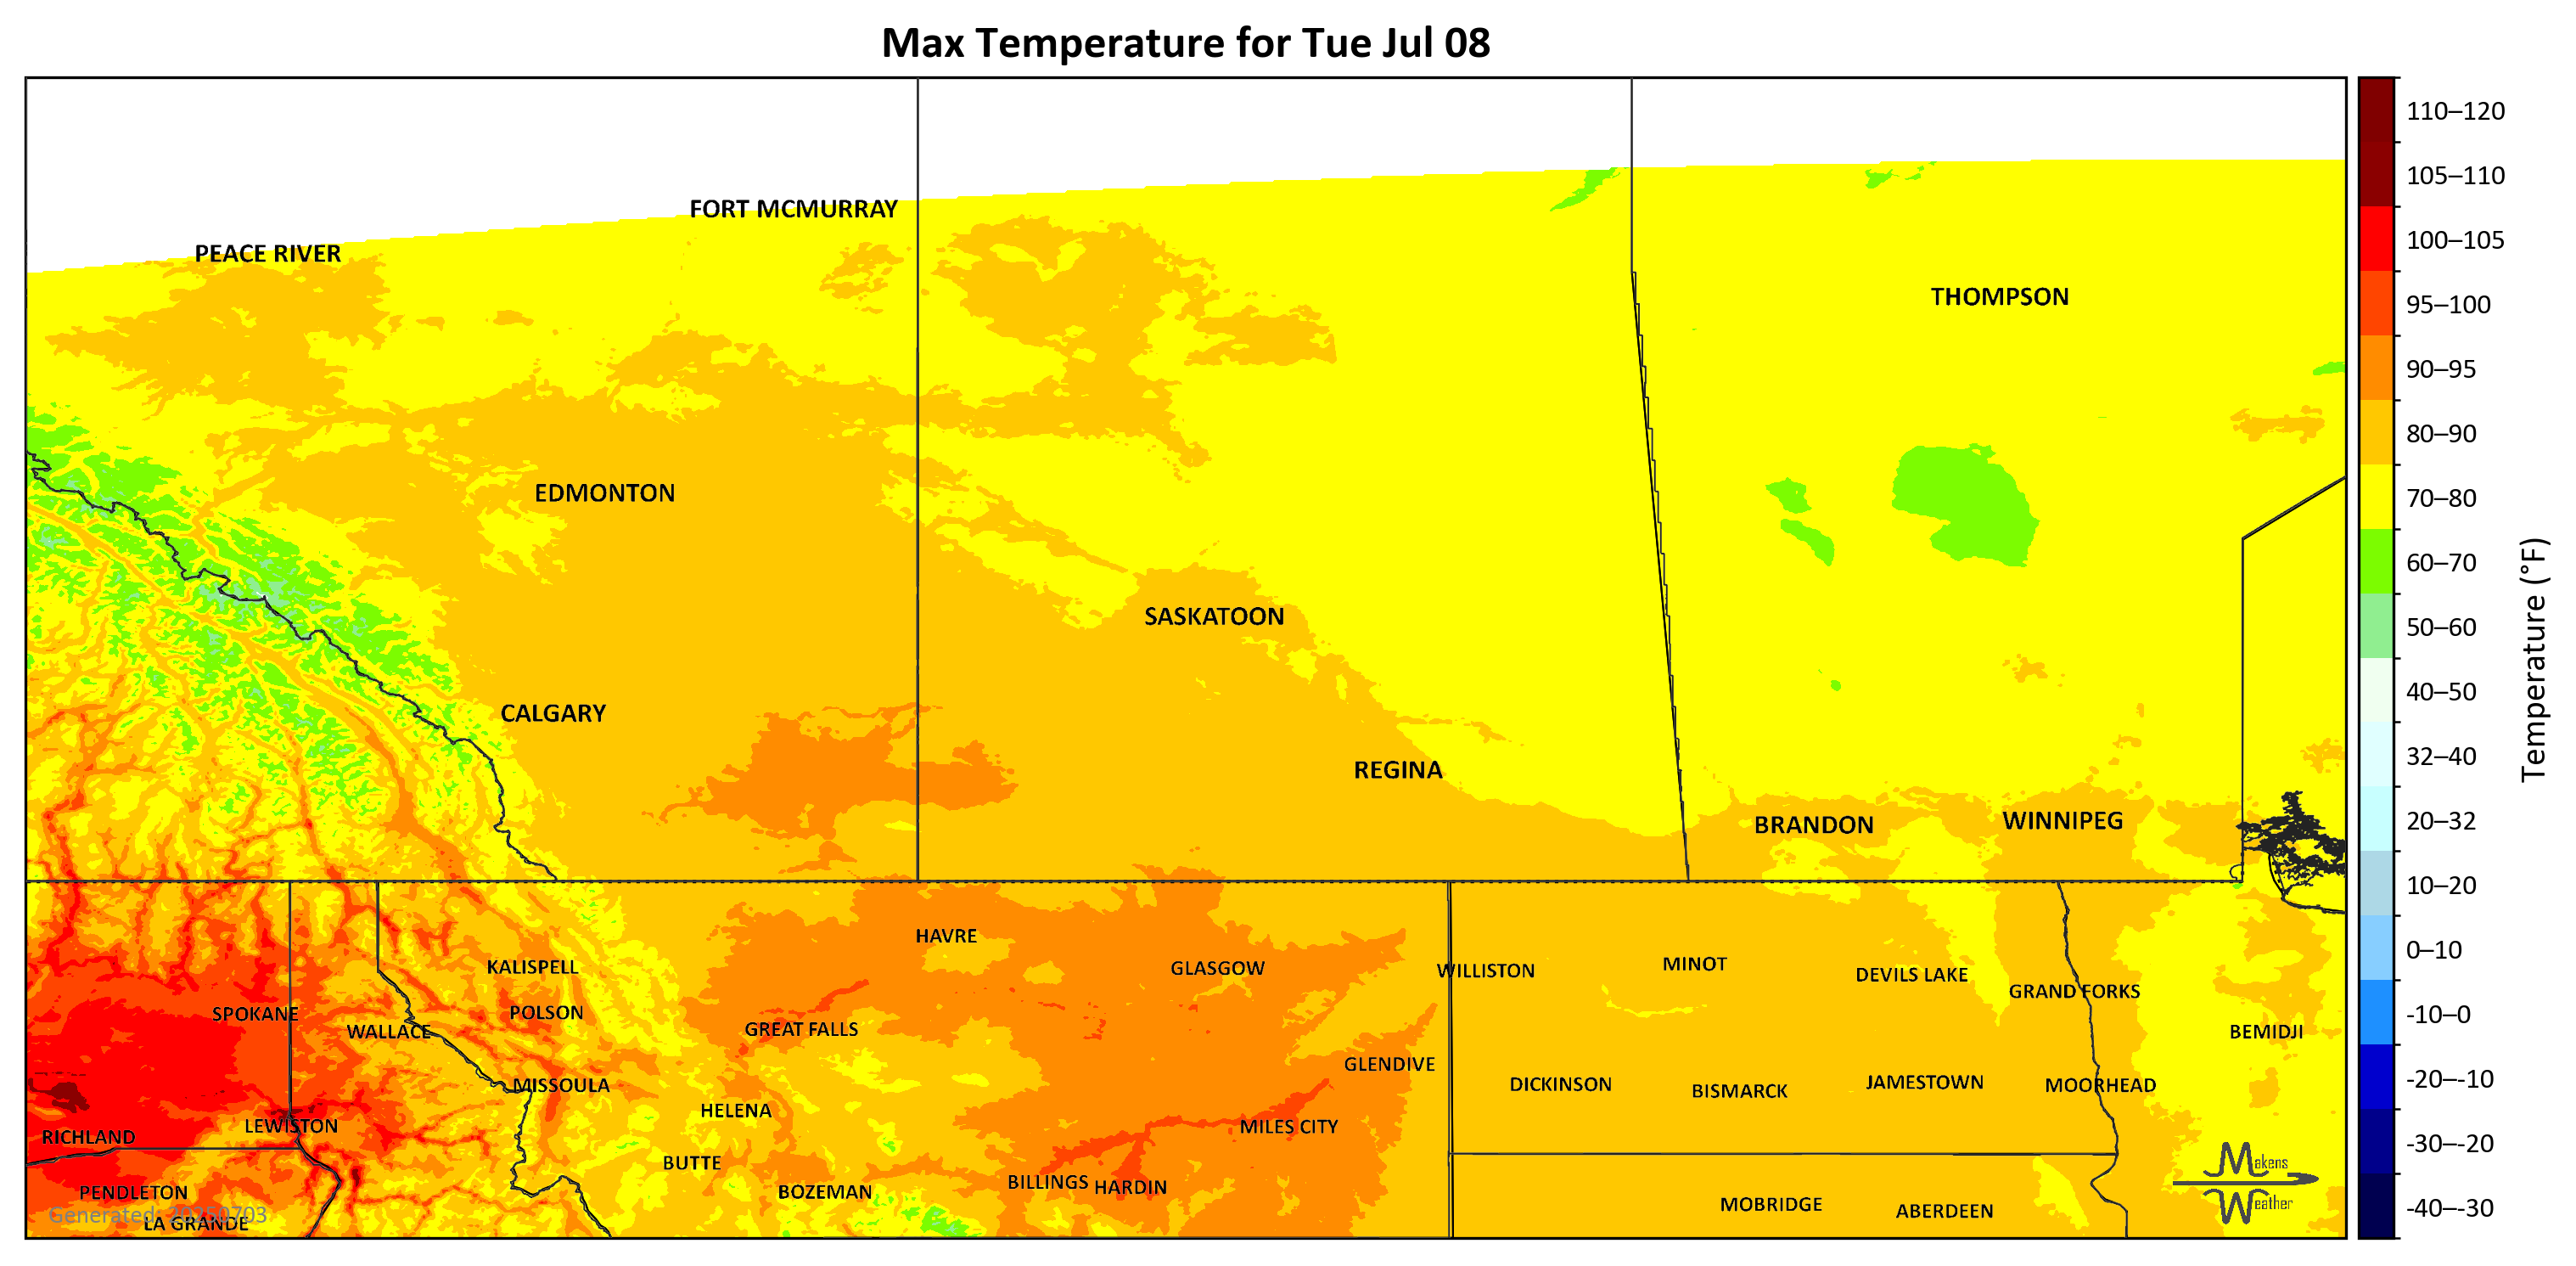 Max Temperature for Tue Jul 08
FORT MCMURRAY
PEACE RIVER
THOMPSON
EDMONTON
SASKATOON
CALGARY
REGINA
BRANDON
WINNIPEG
HAVRE
KALISPELL
GLASGOW
WILLISTON
MINOT
DEVILS LAKE
GRAND FORKS
SPOKANE
POLSON
WALLACE
GREAT FALLS
BEMIDJI
GLENDIVE
MISSOULA
DICKINSON
BISMARCK
JAMESTOWN
MOORHEAD
HELENA
LEWISTON
RICHLAND
MILES CITY
BUTTE
BILLINGS
HARDIN
PENDLETON
BOZEMAN
MOBRIDGE
ABERDEEN
Generated: 20250703
LA GRANDE
Makens
Weather
110–120
105–110
100–105
95–100
90–95
80–90
70–80
60–70
50–60
40–50
32–40
20–32
10–20
0–10
-10–0
-20–-10
-30–-20
-40–-30
Temperature (°F)